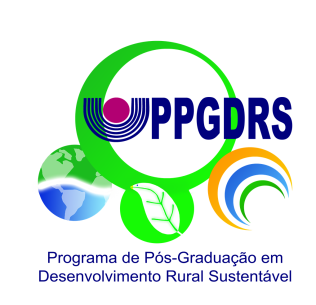 PPGDRS
Programa de Pós-Graduação em
Desenvolvimento Rural Sustentável